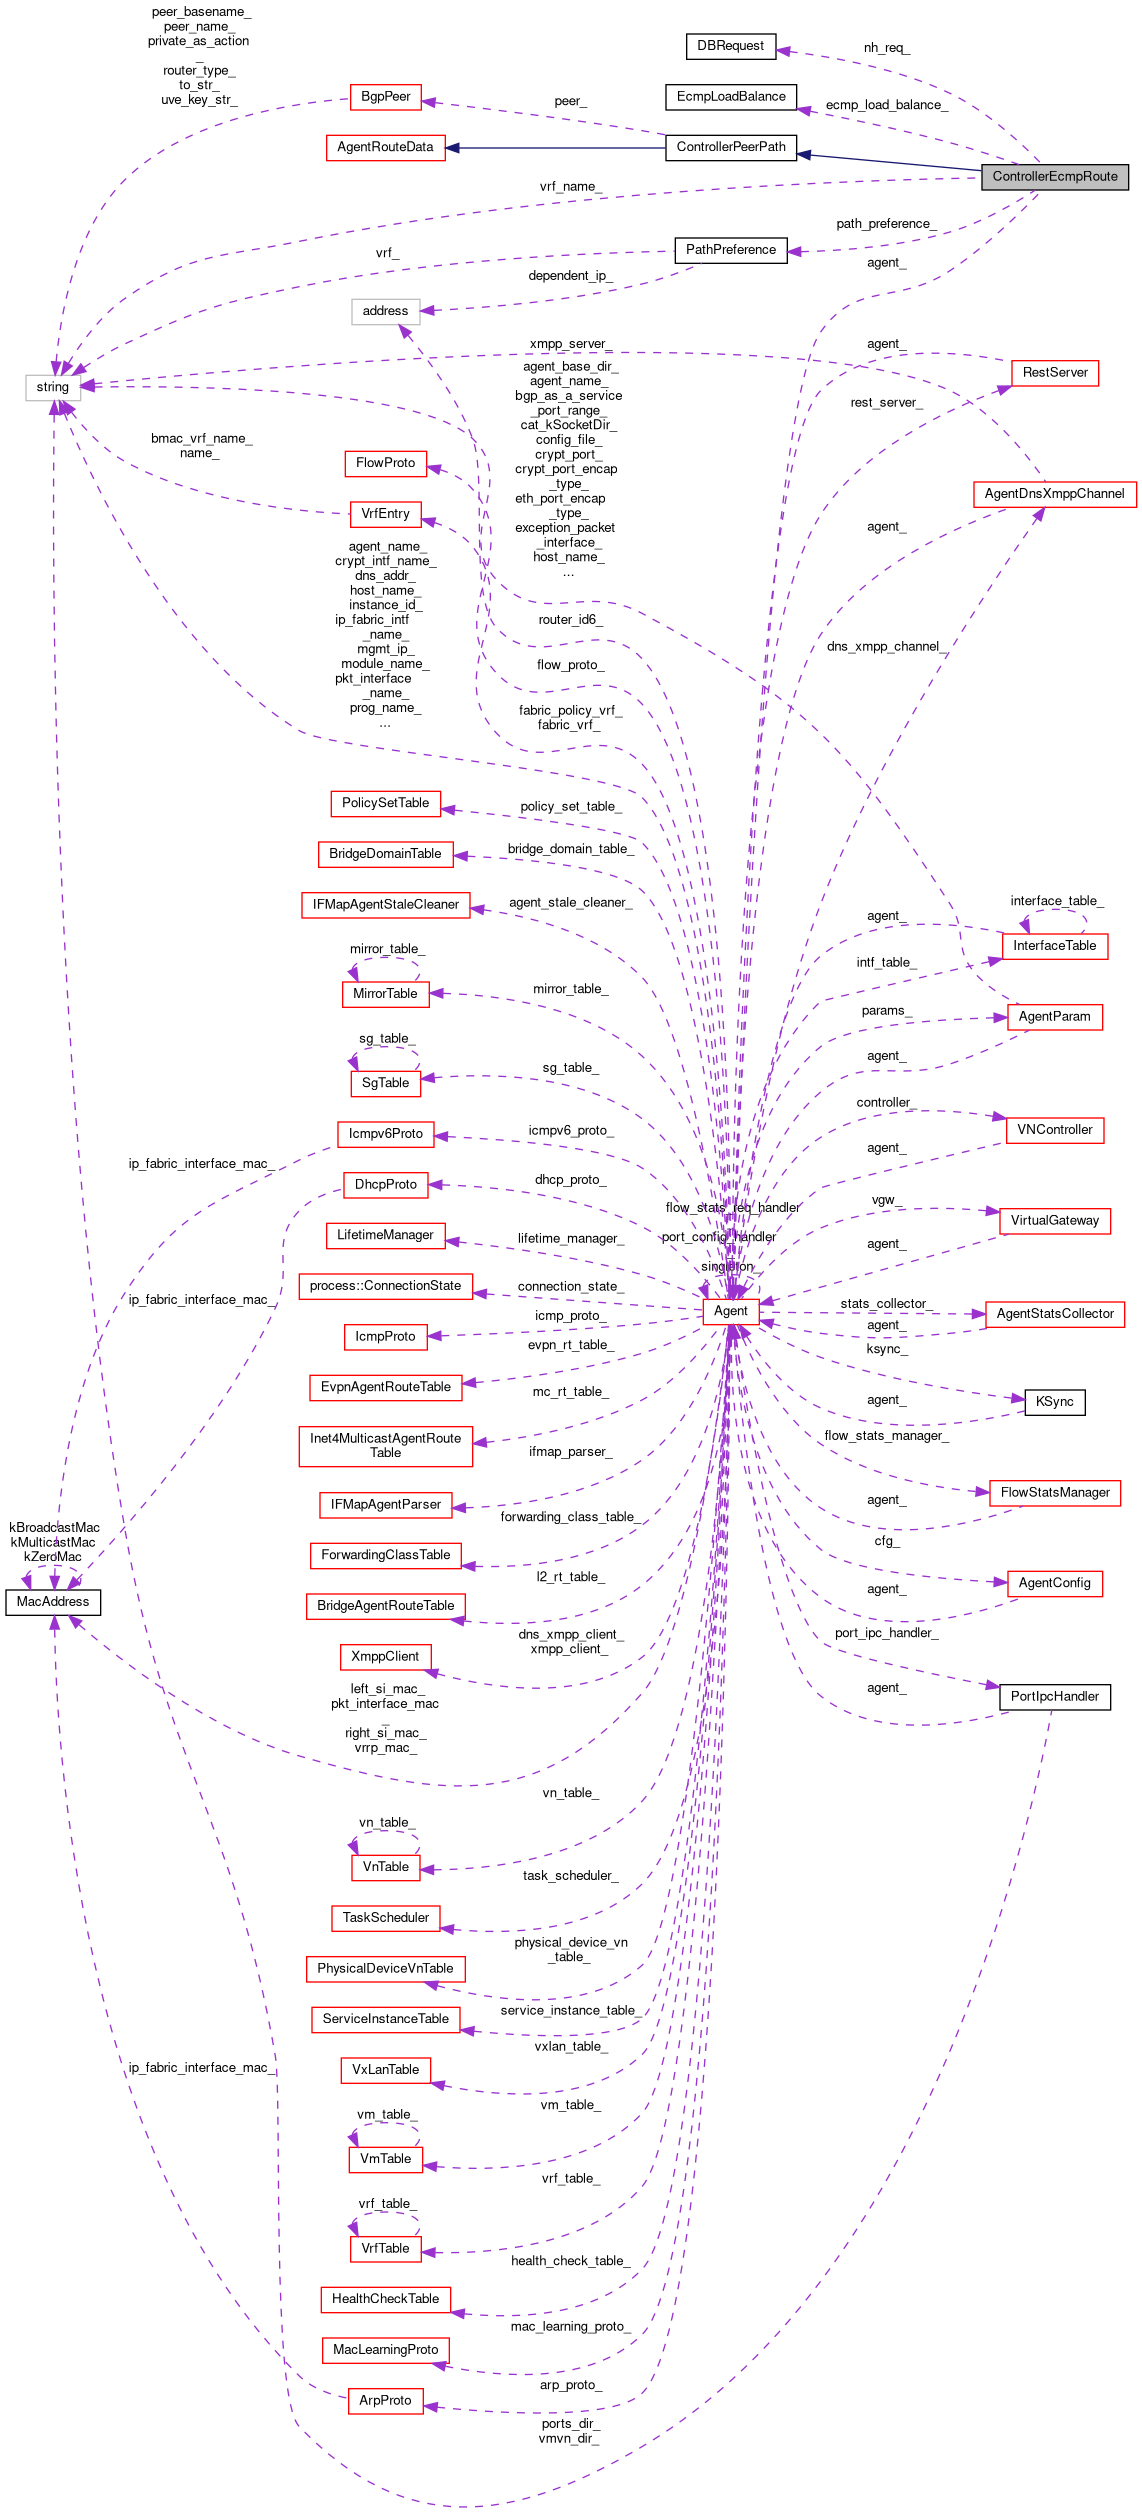 peer_basename_
peer_name_
private_as_action
_
router_type_
to_str_
uve_key_str_
DBRequest
nh_req_
BgpPeer
peer_
EcmpLoadBalance
ecmp_load_balance_
AgentRouteData
ControllerPeerPath
ControllerEcmpRoute
vrf_name_
path_preference_
vrf_
PathPreference
agent_
dependent_ip_
address
string
xmpp_server_
agent_
RestServer
rest_server_
agent_base_dir_
agent_name_
bgp_as_a_service
_port_range_
cat_kSocketDir_
config_file_
crypt_port_
crypt_port_encap
_type_
eth_port_encap
_type_
exception_packet
_interface_
host_name_
...
bmac_vrf_name_
name_
FlowProto
VrfEntry
AgentDnsXmppChannel
agent_
agent_name_
crypt_intf_name_
dns_addr_
host_name_
instance_id_
ip_fabric_intf
_name_
mgmt_ip_
module_name_
pkt_interface
_name_
prog_name_
...
router_id6_
flow_proto_
fabric_policy_vrf_
fabric_vrf_
dns_xmpp_channel_
PolicySetTable
policy_set_table_
BridgeDomainTable
bridge_domain_table_
IFMapAgentStaleCleaner
agent_stale_cleaner_
interface_table_
agent_
InterfaceTable
mirror_table_
MirrorTable
mirror_table_
intf_table_
params_
AgentParam
sg_table_
SgTable
sg_table_
agent_
Icmpv6Proto
icmpv6_proto_
controller_
VNController
ip_fabric_interface_mac_
agent_
DhcpProto
dhcp_proto_
flow_stats_req_handler
_
port_config_handler
_
singleton_
vgw_
VirtualGateway
LifetimeManager
lifetime_manager_
agent_
process::ConnectionState
connection_state_
ip_fabric_interface_mac_
Agent
stats_collector_
AgentStatsCollector
agent_
IcmpProto
icmp_proto_
ksync_
EvpnAgentRouteTable
evpn_rt_table_
agent_
KSync
Inet4MulticastAgentRoute
Table
mc_rt_table_
flow_stats_manager_
IFMapAgentParser
ifmap_parser_
FlowStatsManager
agent_
kBroadcastMac
kMulticastMac
kZeroMac
MacAddress
ForwardingClassTable
forwarding_class_table_
cfg_
AgentConfig
BridgeAgentRouteTable
l2_rt_table_
agent_
XmppClient
dns_xmpp_client_
xmpp_client_
port_ipc_handler_
left_si_mac_
pkt_interface_mac
_
right_si_mac_
vrrp_mac_
agent_
PortIpcHandler
vn_table_
VnTable
vn_table_
TaskScheduler
task_scheduler_
PhysicalDeviceVnTable
physical_device_vn
_table_
ServiceInstanceTable
service_instance_table_
VxLanTable
vxlan_table_
ip_fabric_interface_mac_
vm_table_
VmTable
vm_table_
vrf_table_
VrfTable
vrf_table_
HealthCheckTable
health_check_table_
MacLearningProto
mac_learning_proto_
ArpProto
arp_proto_
ports_dir_
vmvn_dir_